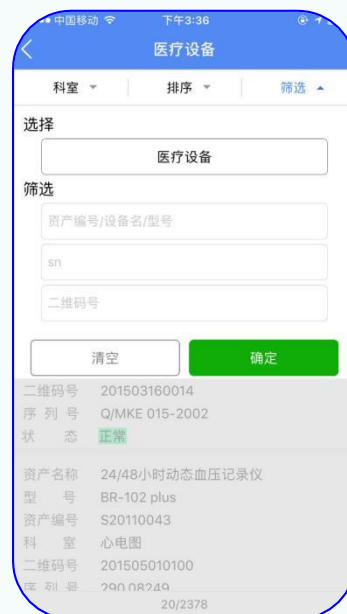 中国移动 下午3:36
医疗设备
科室 排序 筛选
选择
医疗设备
筛选
资产编号/设备名/型号
sn
二维码号
清空 确定
二维码号 201503160014
序列号 Q/MKE 015-2002
状态 正常
资产名称 24/48小时动态血压记录仪
型号 BR-102 plus
资产编号 S20110043
科室 心电图
二维码号 201505010100
序列号 290.08249
20/2378